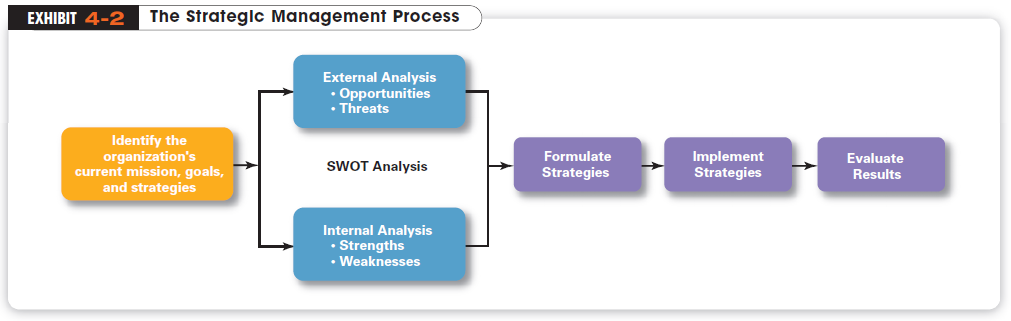 EXHIBIT 4-2 The Strategic Management Process
External Analysis
• Opportunities
• Threats
Identify the
organization's
current mission, goals,
and strategies
SWOT Analysis
Formulate
Strategies
Implement
Strategies
Evaluate
Results
Internal Analysis
• Strengths
• Weaknesses